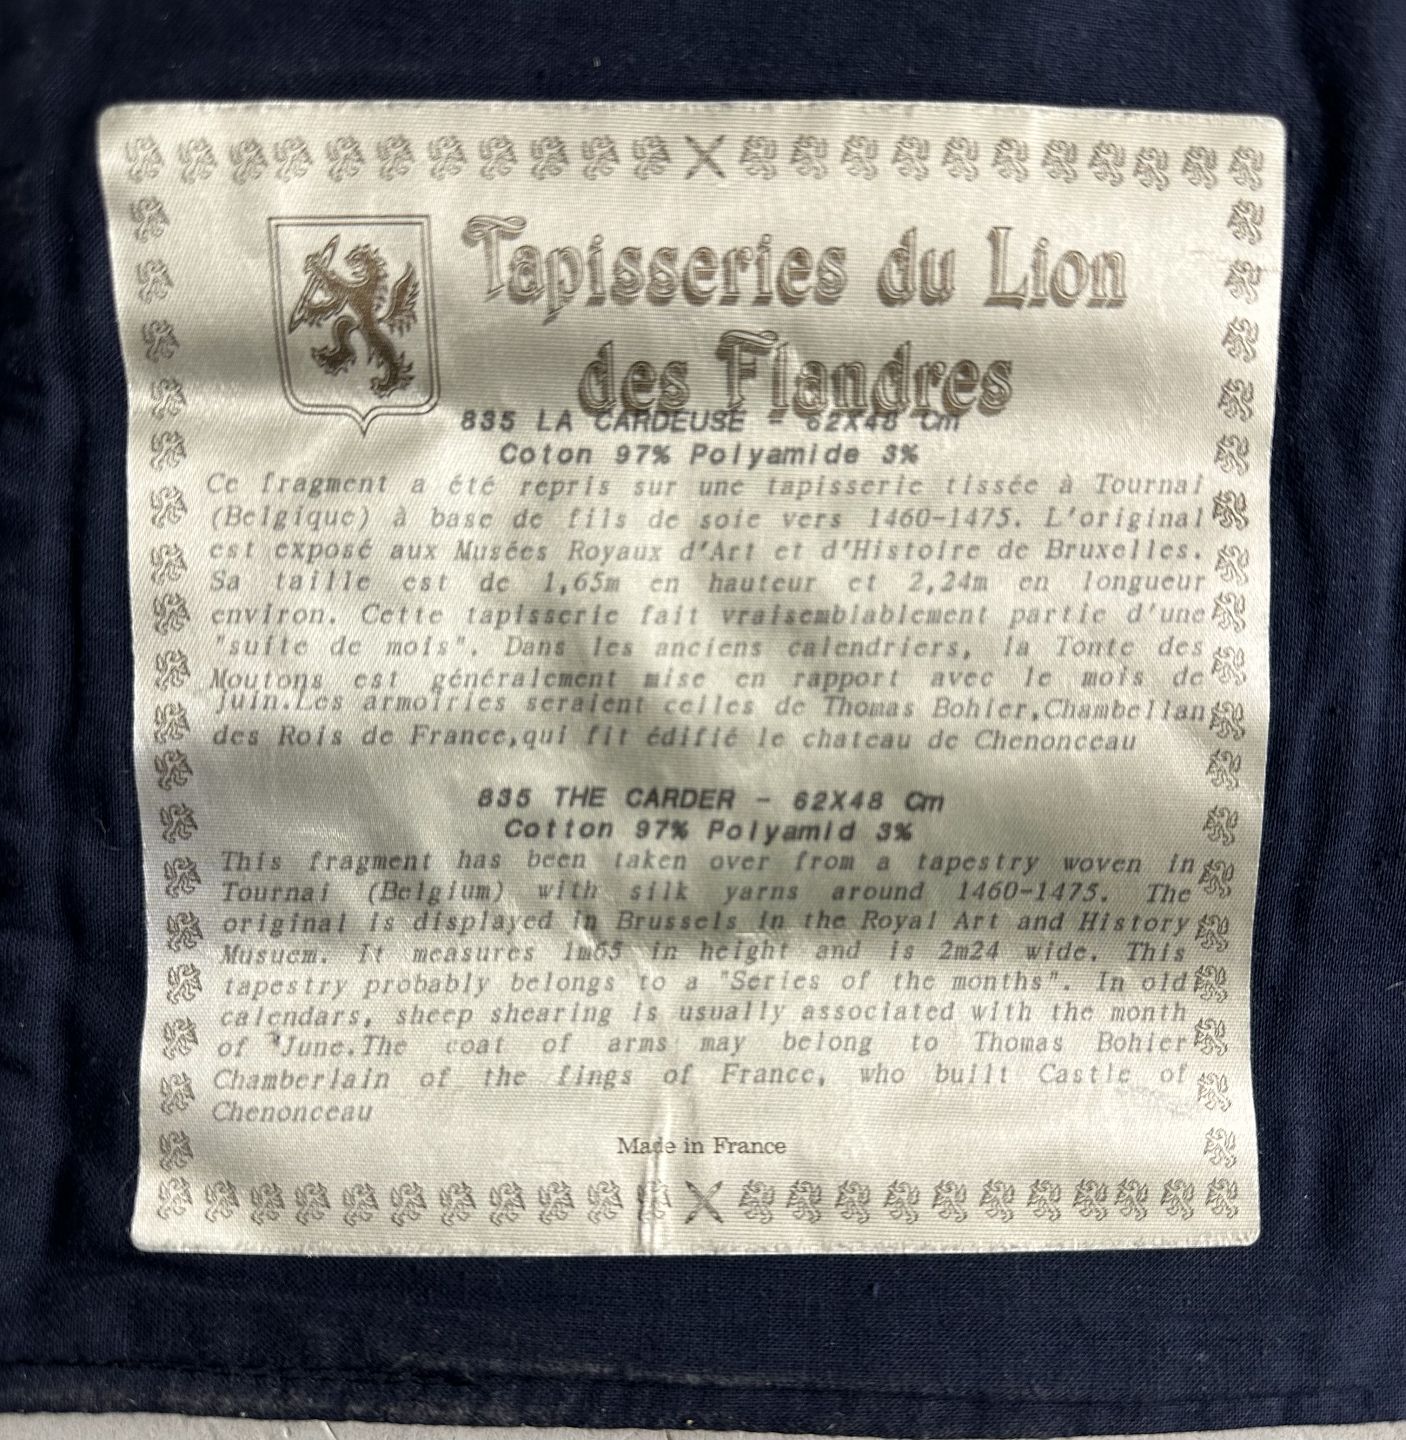 Tapisseries du Lion
des Flandres
835 LA CARDEUSE - 62X48 Cm
Coton 97% Polyamide 3%
Ce fragment a été repris sur une tapisserie tissée à Tournai
(Belgique) à base de fils de soie vers 1460-1475. L'original
est exposé aux Musées Royaux d'Art et d'Histoire de Bruxelles.
Sa taille est de 1,65m en hauteur et 2,24m en longueur
environ. Cette tapisserie fait vraisemblablement partie d'une
"suite de mois". Dans les anciens calendriers, la Tonte des
Moutons est généralement mise en rapport avec le mois de
juin.Les armoiries seraient celles de Thomas Bohier,Chambellan
des Rois de France,qui fit édifié le chateau de Chenonceau
835 THE CARDER - 62X48 Cm
Cotton 97% Polyamid 3%
This fragment has been taken over from a tapestry woven in
Tournai (Belgium) with silk yarns around 1460-1475. The
original is displayed in Brussels in the Royal Art and History
Musuem. It measures 1m65 in height and is 2m24 wide. This
tapestry probably belongs to a "Series of the months". In old
calendars, sheep shearing is usually associated with the month
of June.The coat of arms may belong to Thomas Bohier
Chamberlain of the fings of France, who built Castle of
Chenonceau
Made in France